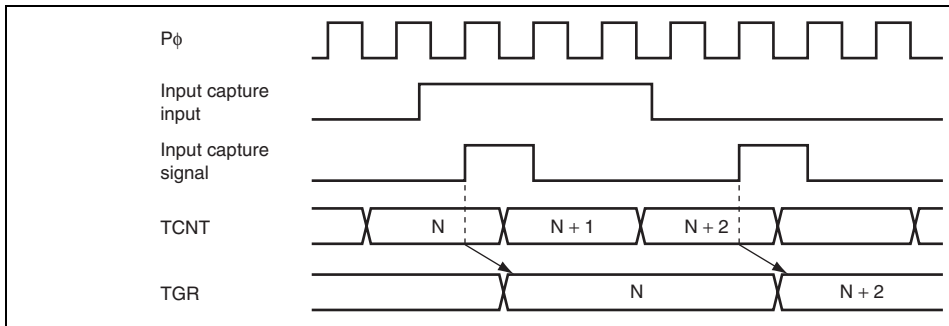 Pϕ
Input capture
input
Input capture
signal
TCNT
N
N + 1
N + 2
TGR
N
N + 2